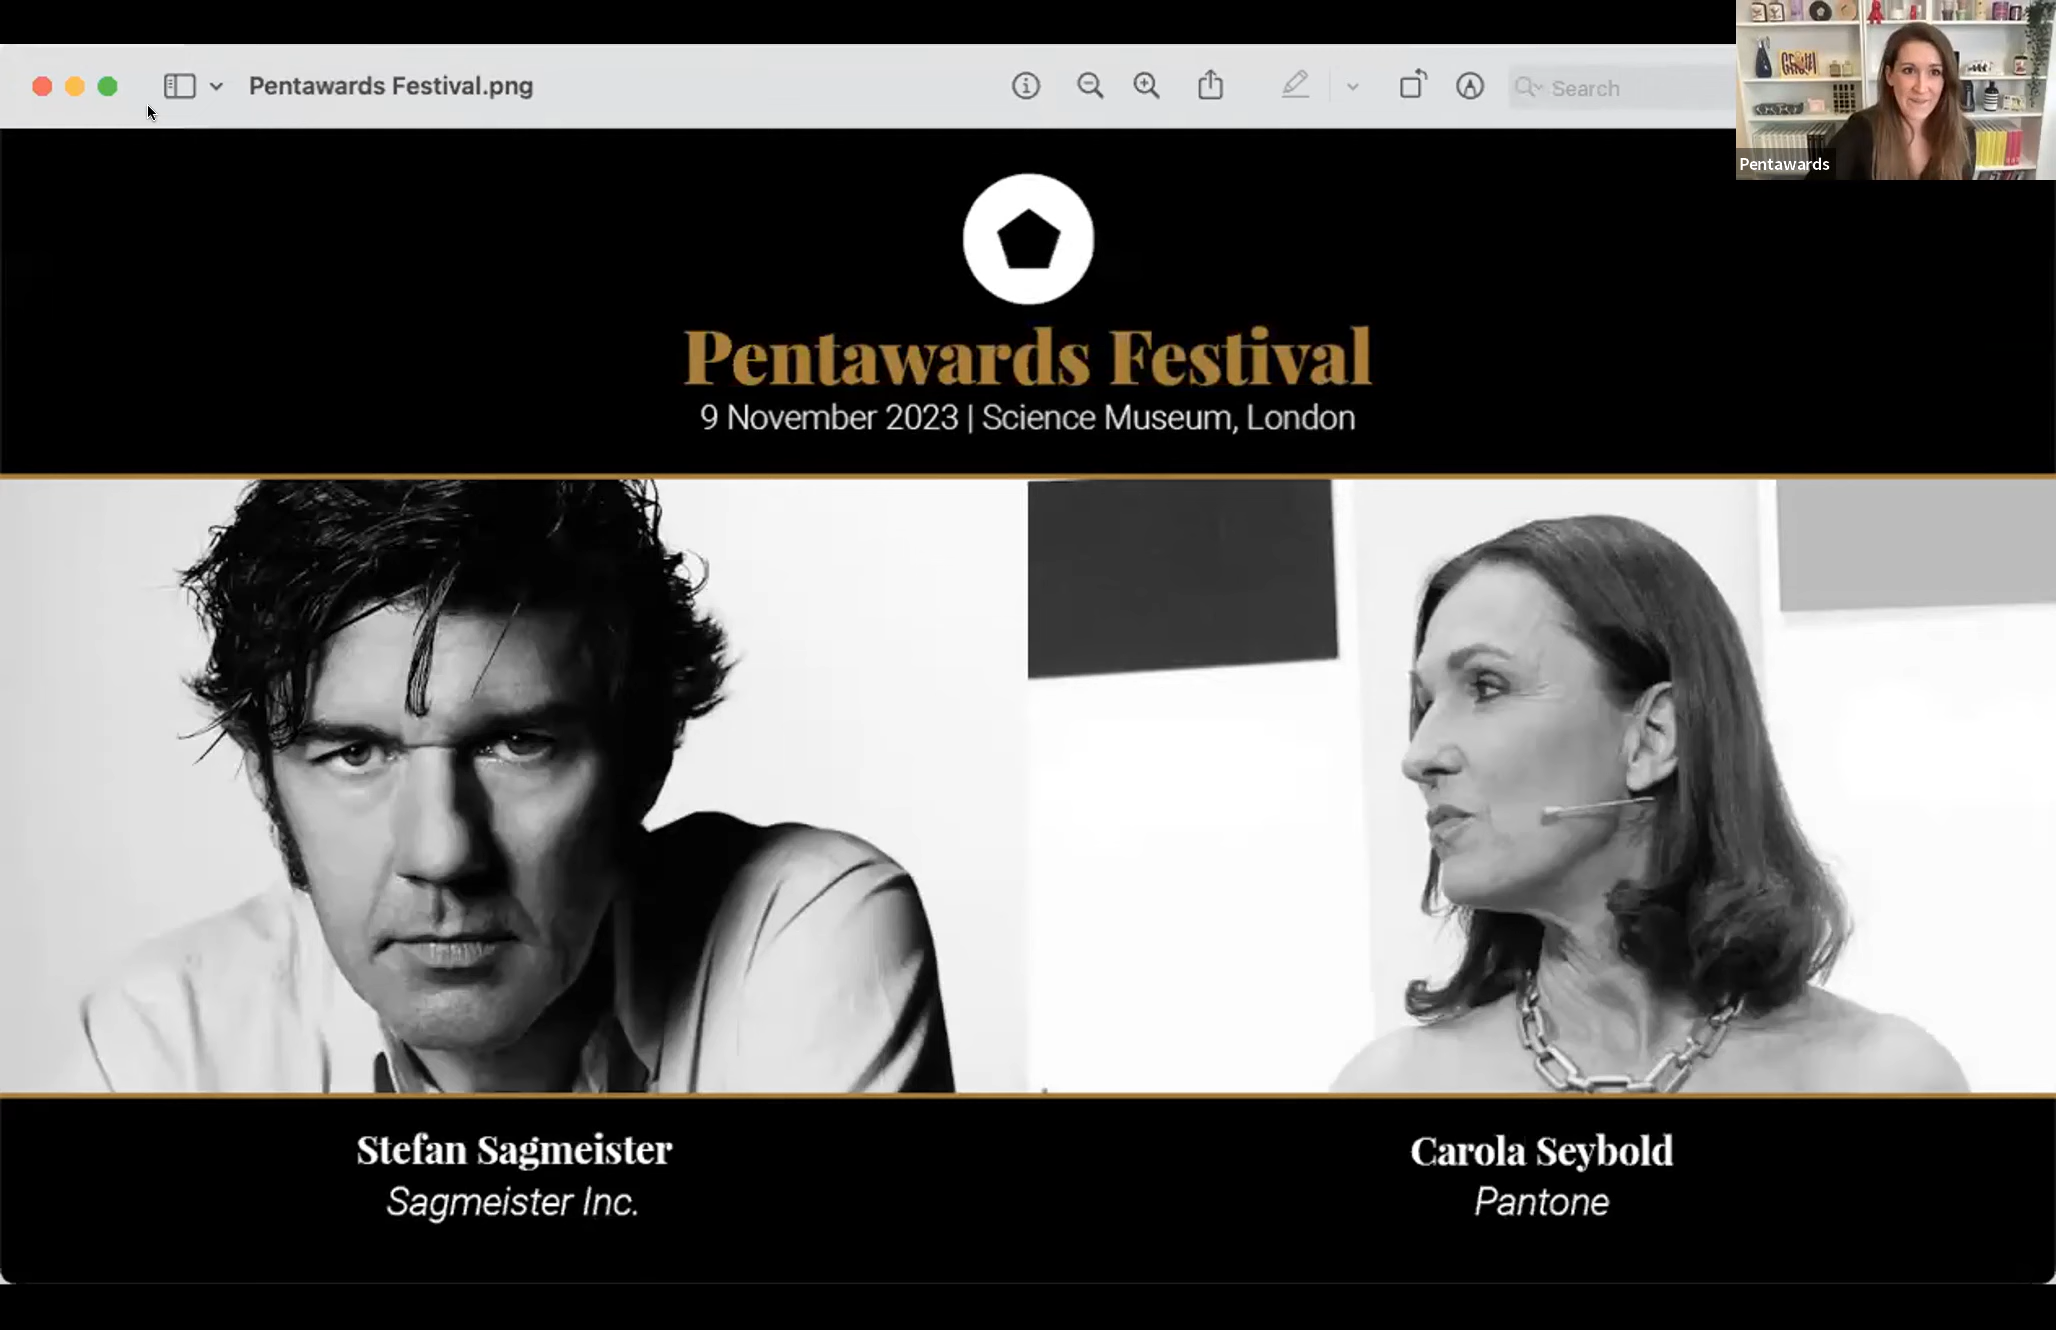 Pentawards Festival.png
Search
Pentawards
Pentawards Festival
9 November 2023 | Science Museum, London
Stefan Sagmeister
Sagmeister Inc.
Carola Seybold
Pantone